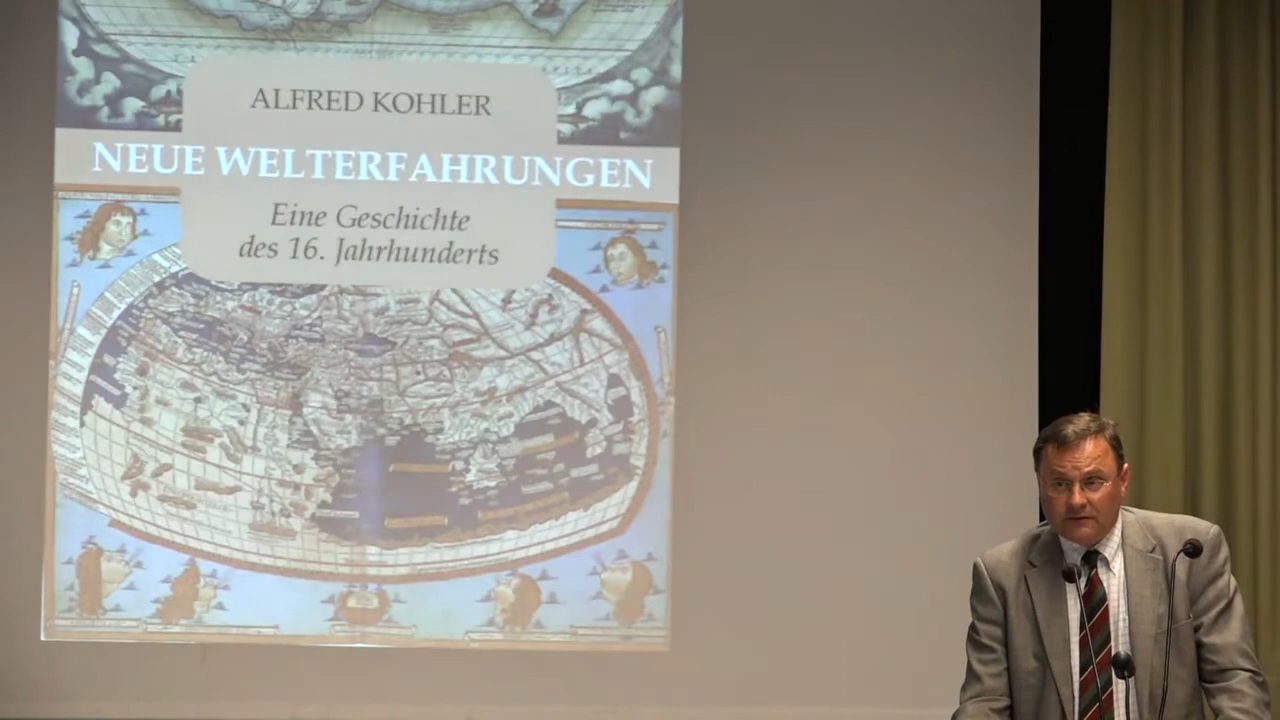 ALFRED KOHLER
NEUE WELTERFAHRUNGEN
Eine Geschichte
des 16. Jahrhunderts